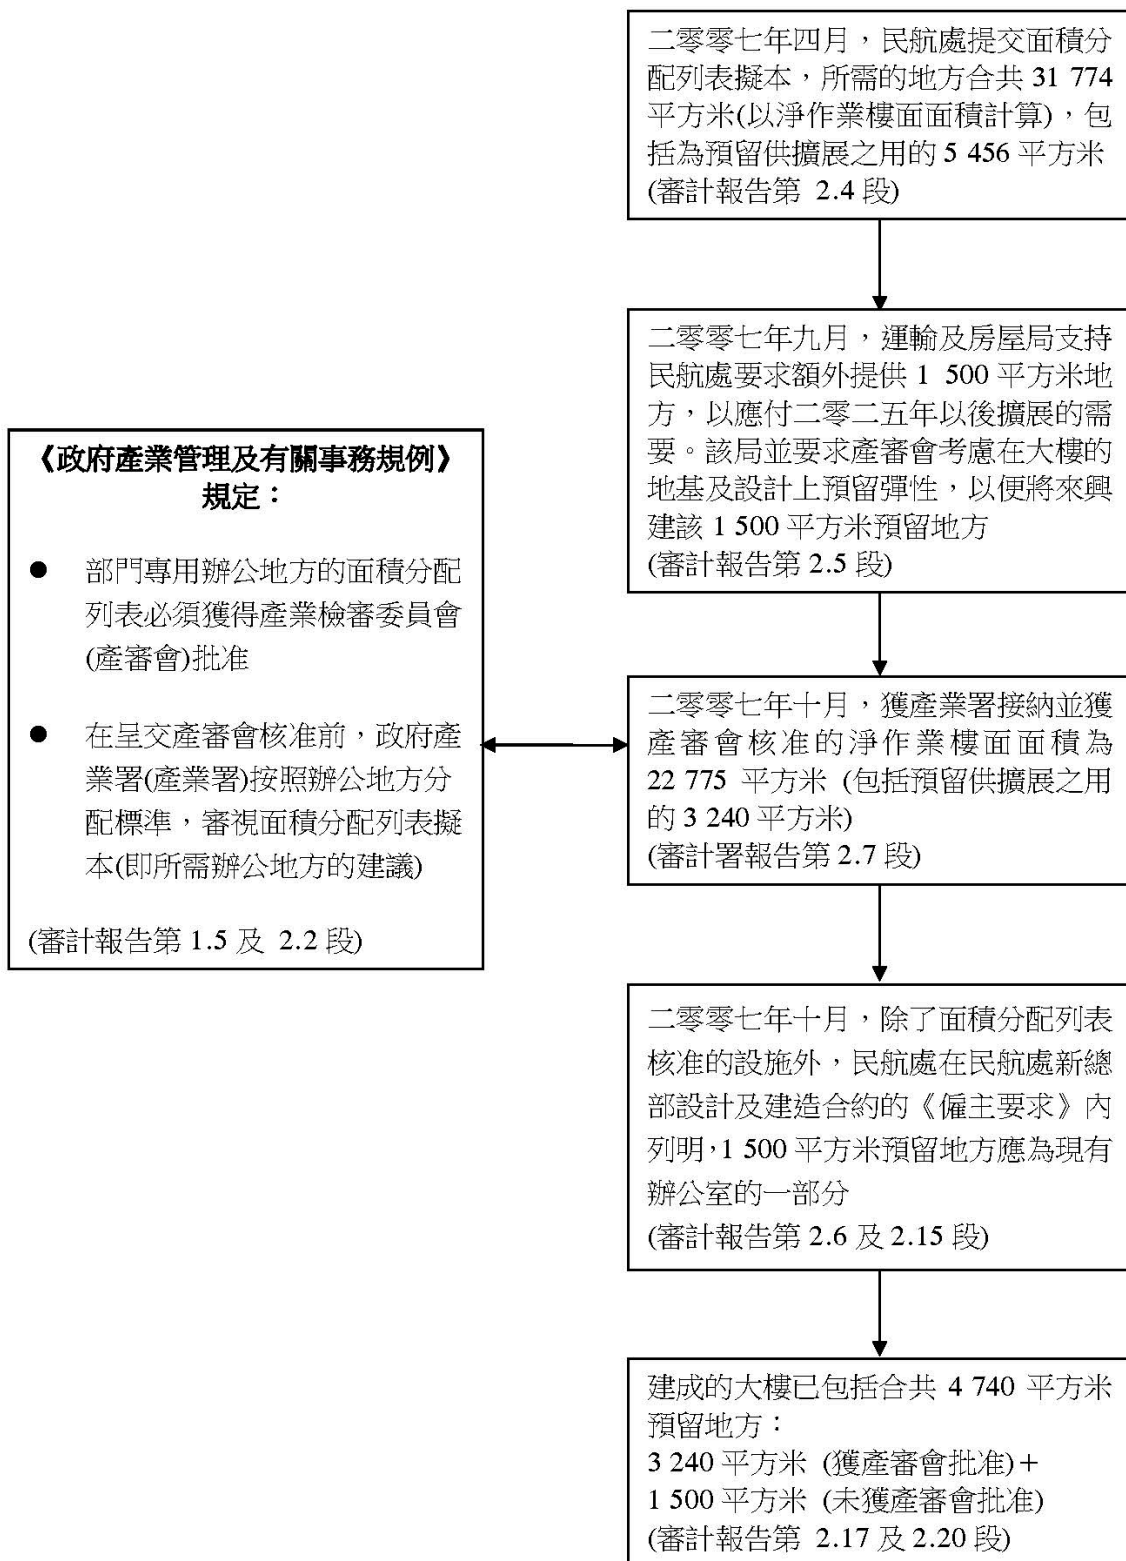 二零零七年四月，民航處提交面積分
配列表擬本，所需的地方合共 31 774
平方米(以淨作業樓面面積計算)，包
括為預留供擴展之用的 5 456 平方米
(審計報告第 2.4 段)
二零零七年九月，運輸及房屋局支持
民航處要求額外提供 1 500 平方米地
方，以應付二零二五年以後擴展的需
要。該局並要求產審會考慮在大樓的
地基及設計上預留彈性，以便將來興
建該 1 500 平方米預留地方
(審計報告第 2.5 段)
《政府產業管理及有關事務規例》
規定：
● 部門專用辦公地方的面積分配
列表必須獲得產業檢審委員會
(產審會)批准
● 在呈交產審會核准前，政府產
業署(產業署)按照辦公地方分
配標準，審視面積分配列表擬
本(即所需辦公地方的建議)
(審計報告第 1.5 及 2.2 段)
二零零七年十月，獲產業署接納並獲
產審會核准的淨作業樓面面積為
22 775 平方米 (包括預留供擴展之用
的 3 240 平方米)
(審計署報告第 2.7 段)
二零零七年十月，除了面積分配列表
核准的設施外，民航處在民航處新總
部設計及建造合約的《僱主要求》內
列明，1 500 平方米預留地方應為現有
辦公室的一部分
(審計報告第 2.6 及 2.15 段)
建成的大樓已包括合共 4 740 平方米
預留地方：
3 240 平方米 (獲產審會批准)＋
1 500 平方米 (未獲產審會批准)
(審計報告第 2.17 及 2.20 段)